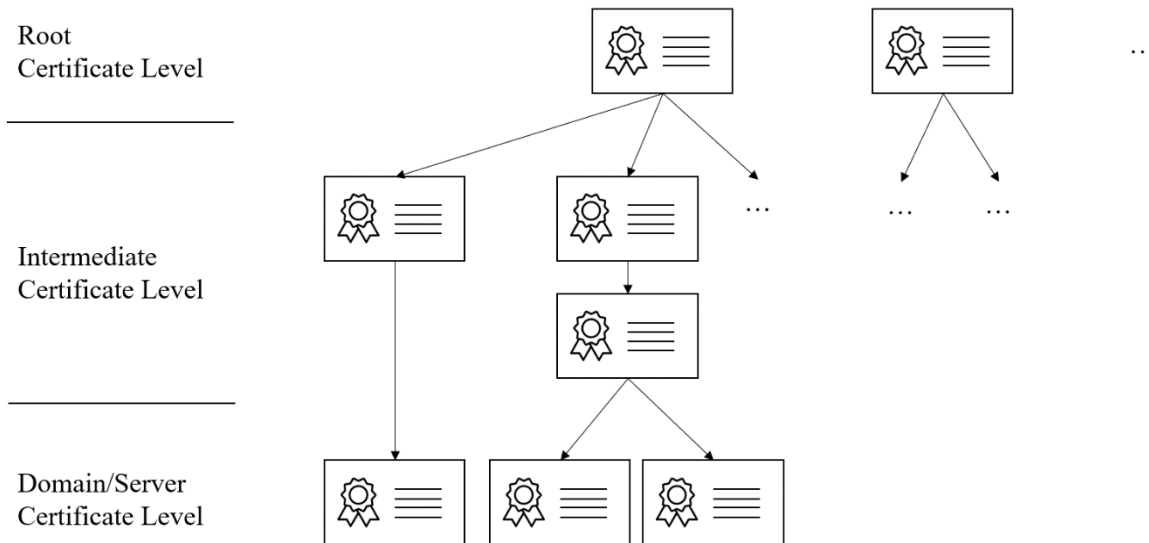 Root
Certificate Level
..
...
...
...
Intermediate
Certificate Level
Domain/Server
Certificate Level